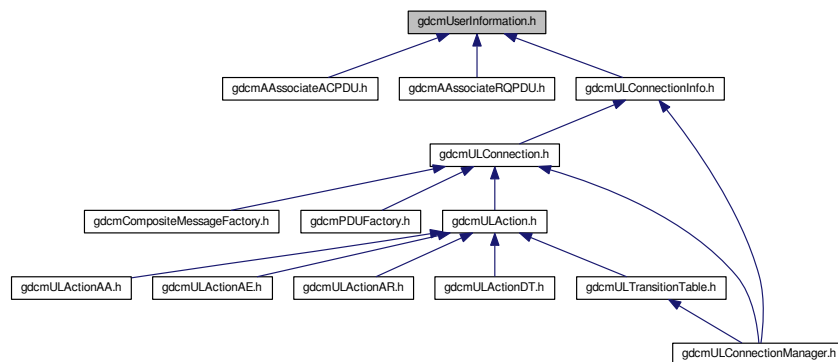 gdcmUserInformation.h
gdcmAAssociateACPDU.h
gdcmAAssociateRQPDU.h
gdcmULConnectionInfo.h
gdcmULConnection.h
gdcmCompositeMessageFactory.h
gdcmPDUFactory.h
gdcmULAction.h
gdcmULActionAA.h
gdcmULActionAE.h
gdcmULActionAR.h
gdcmULActionDT.h
gdcmULTransitionTable.h
gdcmULConnectionManager.h